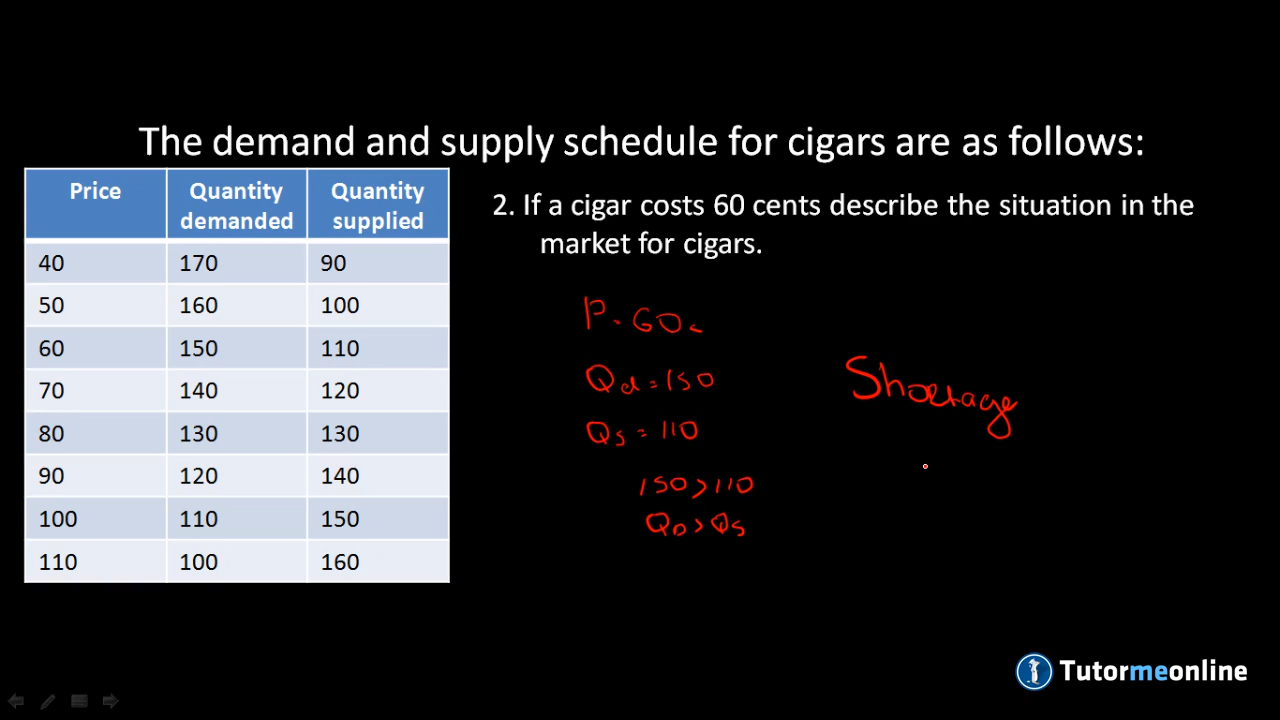 The demand and supply schedule for cigars are as follows:
Price Quantity demanded Quantity supplied
40 170 90
50 160 100
60 150 110
70 140 120
80 130 130
90 120 140
100 110 150
110 100 160
2. If a cigar costs 60 cents describe the situation in the
market for cigars.
P. 60c
Qd = 150
Qs = 110
150 > 110
QD > QS
Shortage
Tutormeonline